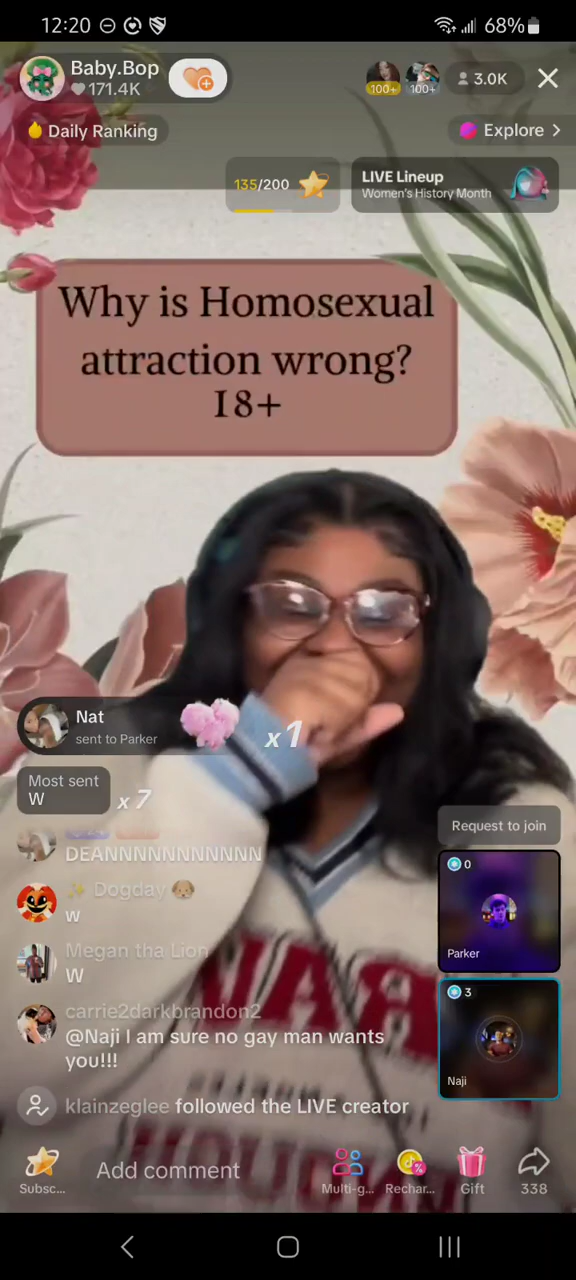 12:20
68%
Baby.Bop
171.4K
100+
100+
3.0K
Daily Ranking
Explore
135/200
LIVE Lineup
Women's History Month
Why is Homosexual
attraction wrong?
18+
Nat
sent to Parker
x1
Most sent
W
x7
DEANNNNNNNNNNN
Dogday
w
Megan tha Lion
W
carrie2darkbrandon2
@Naji I am sure no gay man wants
you!!!
klainzeglee followed the LIVE creator
Request to join
0
Parker
3
Naji
Subsc...
Add comment
Multi-g...
Rechar...
Gift
338